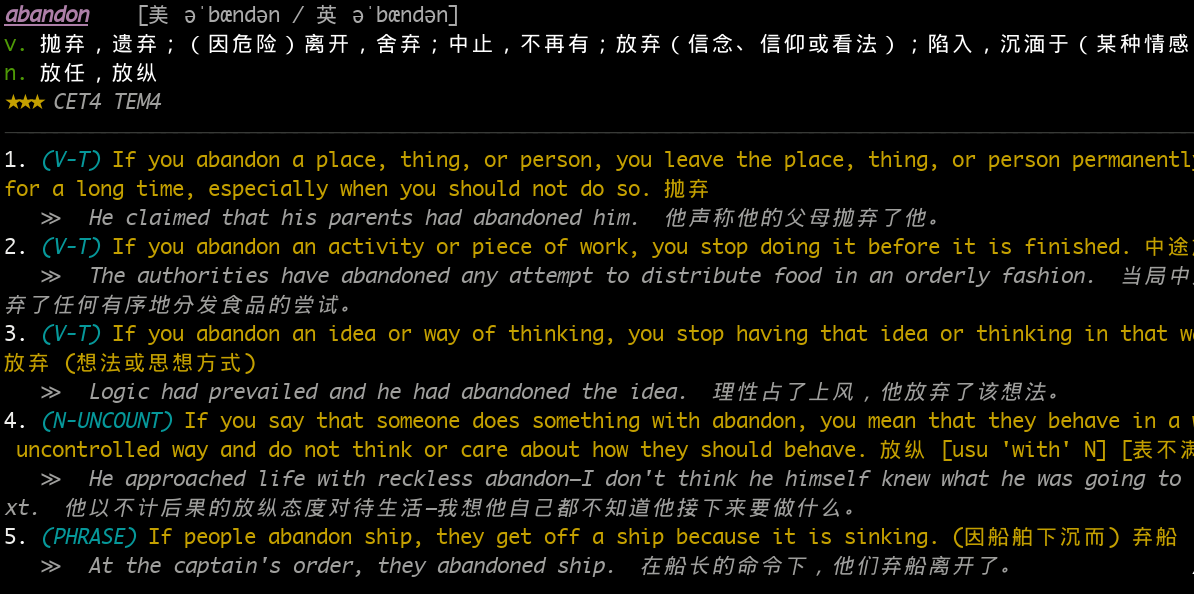 abandon [美 əˈbændən / 英 əˈbændən]
v. 抛弃，遗弃；（因危险）离开，舍弃；中止，不再有；放弃（信念、信仰或看法）；陷入，沉湎于（某种情感
n. 放任，放纵
★★★ CET4 TEM4
1. (V-T) If you abandon a place, thing, or person, you leave the place, thing, or person permanently
for a long time, especially when you should not do so. 抛弃
≫ He claimed that his parents had abandoned him. 他声称他的父母抛弃了他。
2. (V-T) If you abandon an activity or piece of work, you stop doing it before it is finished. 中途
≫ The authorities have abandoned any attempt to distribute food in an orderly fashion. 当局中
弃了任何有序地分发食品的尝试。
3. (V-T) If you abandon an idea or way of thinking, you stop having that idea or thinking in that
放弃 (想法或思想方式)
≫ Logic had prevailed and he had abandoned the idea. 理性占了上风，他放弃了该想法。
4. (N-UNCOUNT) If you say that someone does something with abandon, you mean that they behave in a
uncontrolled way and do not think or care about how they should behave. 放纵 [usu 'with' N] [表不满
≫ He approached life with reckless abandon—I don't think he himself knew what he was going to
xt. 他以不计后果的放纵态度对待生活—我想他自己都不知道他接下来要做什么。
5. (PHRASE) If people abandon ship, they get off a ship because it is sinking. (因船舶下沉而) 弃船
≫ At the captain's order, they abandoned ship. 在船长的命令下，他们弃船离开了。